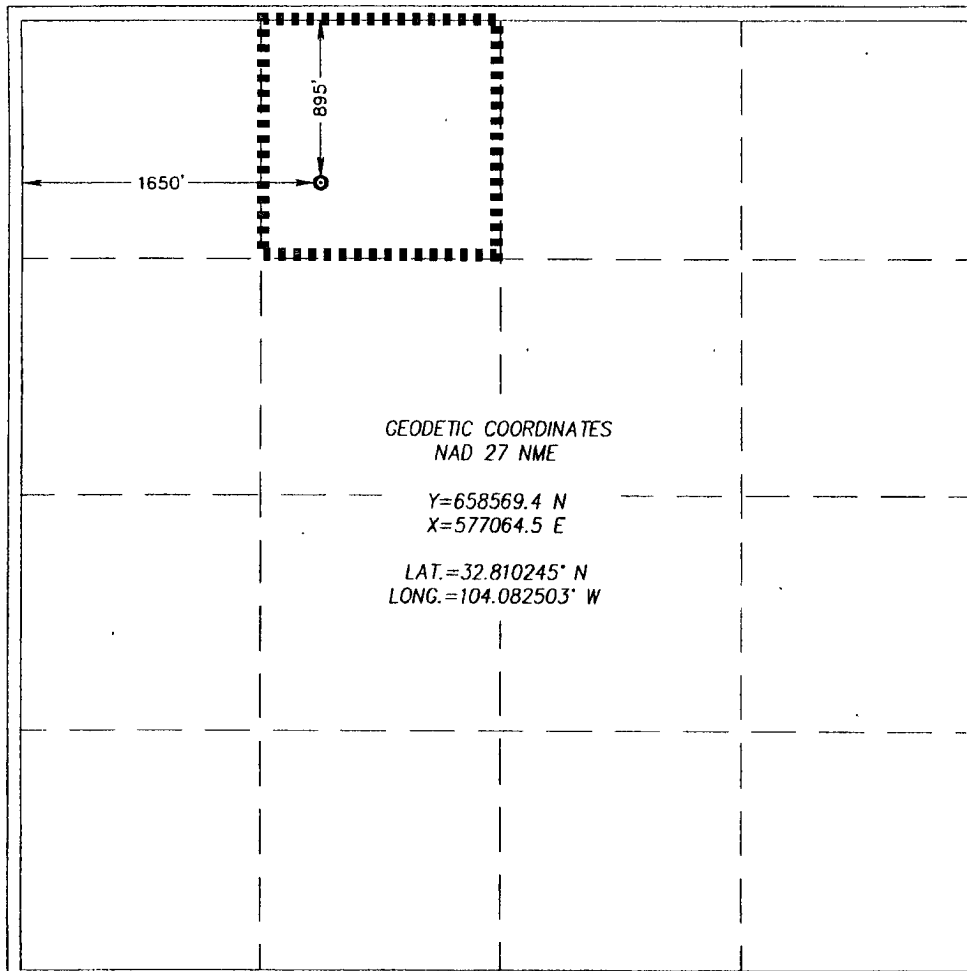 895'
1650'
GEODETIC COORDINATES
NAD 27 NME
Y=658569.4 N
X=577064.5 E
LAT.=32.810245° N
LONG.=104.082503° W